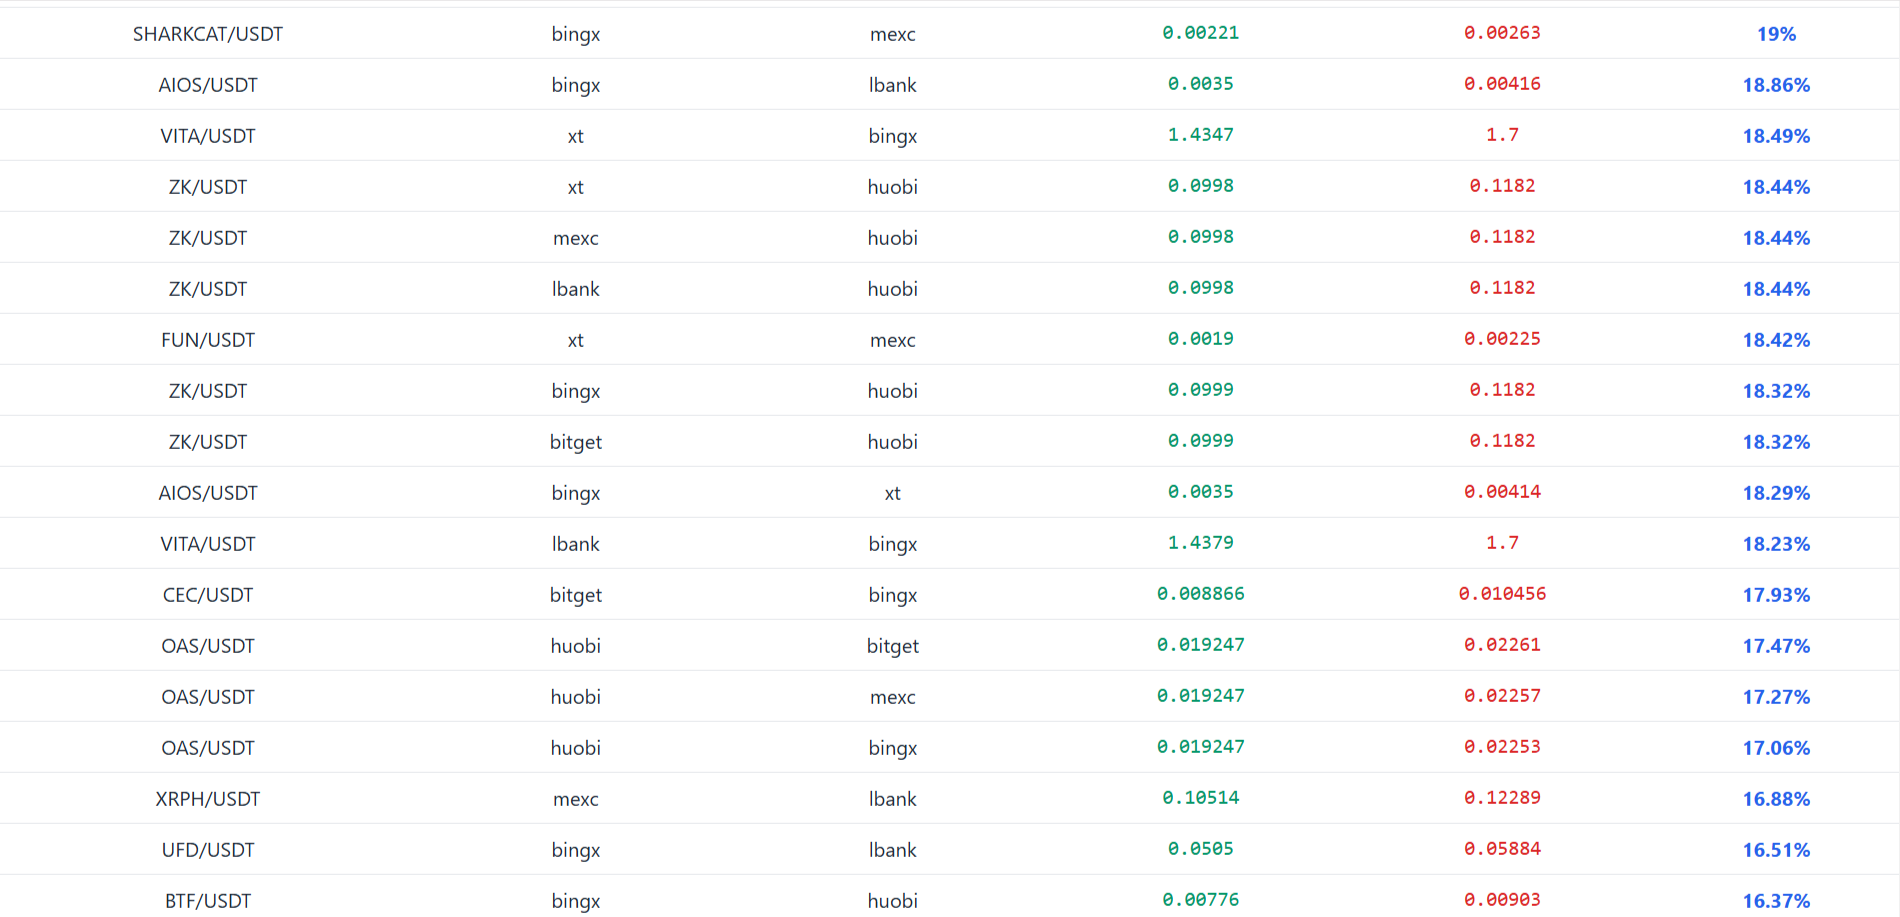 SHARKCAT/USDT bingx mexc 0.00221 0.00263 19%
AIOS/USDT bingx lbank 0.0035 0.00416 18.86%
VITA/USDT xt bingx 1.4347 1.7 18.49%
ZK/USDT xt huobi 0.0998 0.1182 18.44%
ZK/USDT mexc huobi 0.0998 0.1182 18.44%
ZK/USDT lbank huobi 0.0998 0.1182 18.44%
FUN/USDT xt mexc 0.0019 0.00225 18.42%
ZK/USDT bingx huobi 0.0999 0.1182 18.32%
ZK/USDT bitget huobi 0.0999 0.1182 18.32%
AIOS/USDT bingx xt 0.0035 0.00414 18.29%
VITA/USDT lbank bingx 1.4379 1.7 18.23%
CEC/USDT bitget bingx 0.008866 0.010456 17.93%
OAS/USDT huobi bitget 0.019247 0.02261 17.47%
OAS/USDT huobi mexc 0.019247 0.02257 17.27%
OAS/USDT huobi bingx 0.019247 0.02253 17.06%
XRPH/USDT mexc lbank 0.10514 0.12289 16.88%
UFD/USDT bingx lbank 0.0505 0.05884 16.51%
BTF/USDT bingx huobi 0.00776 0.00903 16.37%